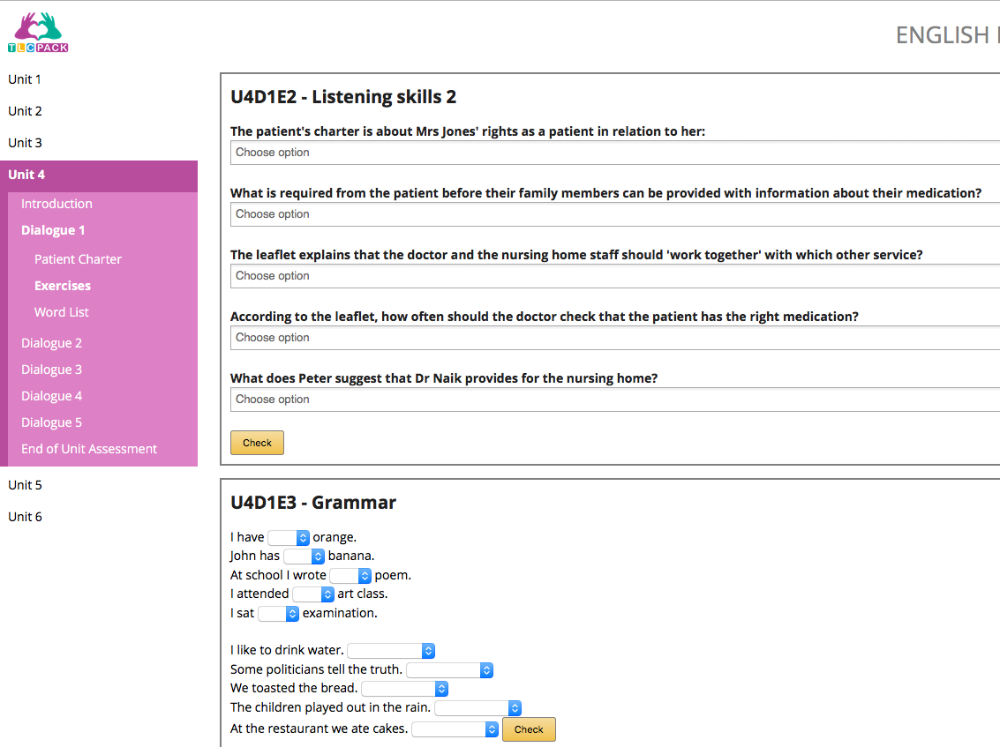 TLCPACK
ENGLISH
Unit 1
Unit 2
Unit 3
Unit 4
Introduction
Dialogue 1
Patient Charter
Exercises
Word List
Dialogue 2
Dialogue 3
Dialogue 4
Dialogue 5
End of Unit Assessment
Unit 5
Unit 6
U4D1E2 - Listening skills 2
The patient's charter is about Mrs Jones' rights as a patient in relation to her:
Choose option
What is required from the patient before their family members can be provided with information about their medication?
Choose option
The leaflet explains that the doctor and the nursing home staff should 'work together' with which other service?
Choose option
According to the leaflet, how often should the doctor check that the patient has the right medication?
Choose option
What does Peter suggest that Dr Naik provides for the nursing home?
Choose option
Check
U4D1E3 - Grammar
I have orange.
John has banana.
At school I wrote poem.
I attended art class.
I sat examination.
I like to drink water.
Some politicians tell the truth.
We toasted the bread.
The children played out in the rain.
At the restaurant we ate cakes. Check